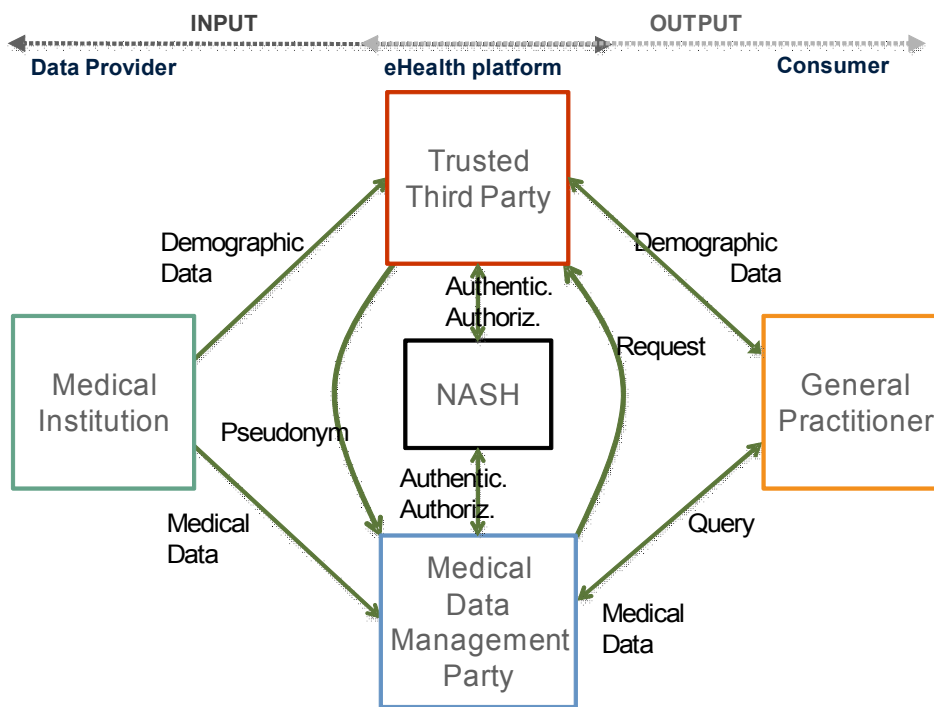 INPUT
OUTPUT
Data Provider
eHealth platform
Consumer
Trusted
Third Party
Demographic
Data
Demographic
Data
Authentic.
Authoriz.
Request
Medical
Institution
NASH
General
Practitioner
Pseudonym
Authentic.
Authoriz.
Medical
Data
Query
Medical
Data
Management
Party
Medical
Data